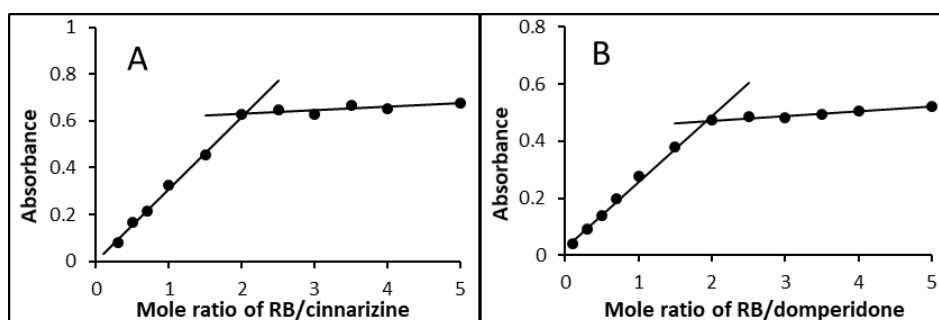 A
Absorbance
1
0.8
0.6
0.4
0.2
0
0 1 2 3 4 5
Mole ratio of RB/cinnarizine
B
Absorbance
0.8
0.6
0.4
0.2
0
0 1 2 3 4 5
Mole ratio of RB/domperidone